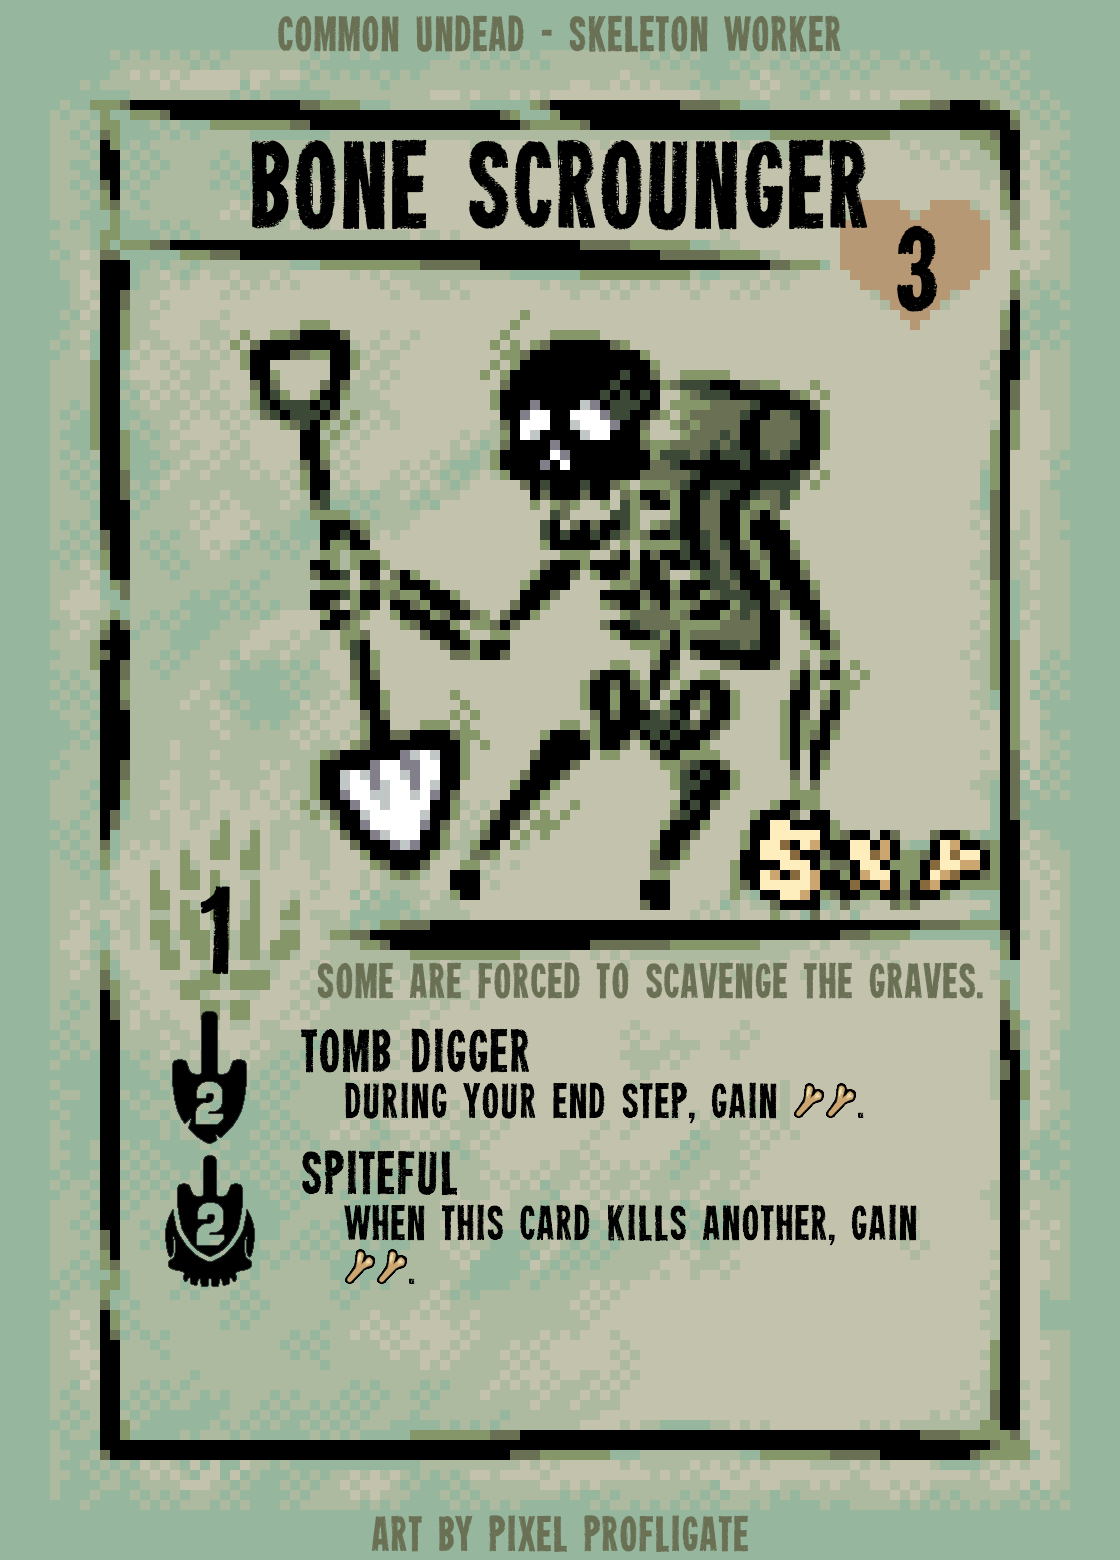 COMMON UNDEAD - SKELETON WORKER
BONE SCROUNGER
3
5 X
1
SOME ARE FORCED TO SCAVENGE THE GRAVES.
2
TOMB DIGGER
DURING YOUR END STEP, GAIN .
2
SPITEFUL
WHEN THIS CARD KILLS ANOTHER, GAIN
.
ART BY PIXEL PROFLIGATE